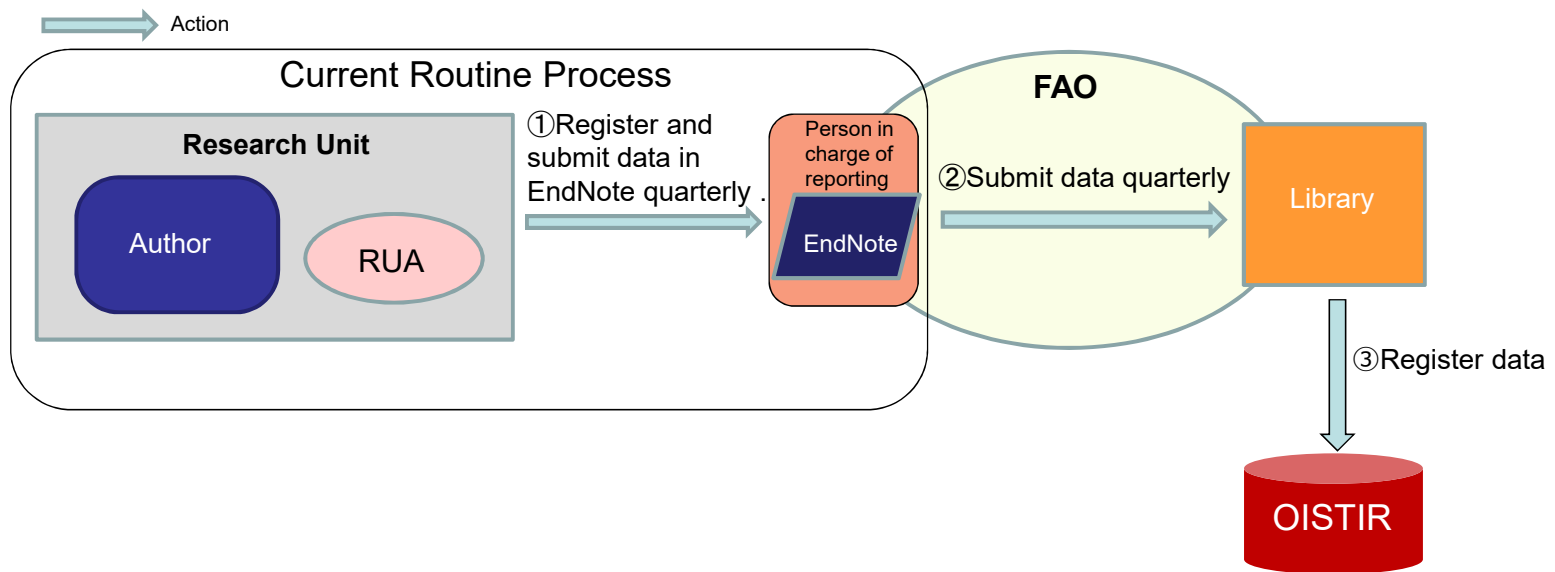 Action
Current Routine Process
FAO
Research Unit
Author
RUA
①Register and
submit data in
EndNote quarterly .
Person in
charge of
reporting
EndNote
②Submit data quarterly
Library
③Register data
OISTIR